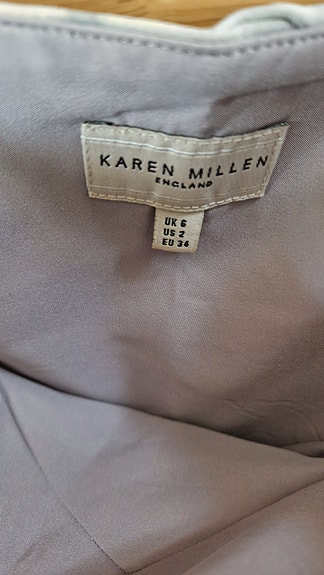 KAREN MILLEN
ENGLAND
UK 6
US 2
EU 34